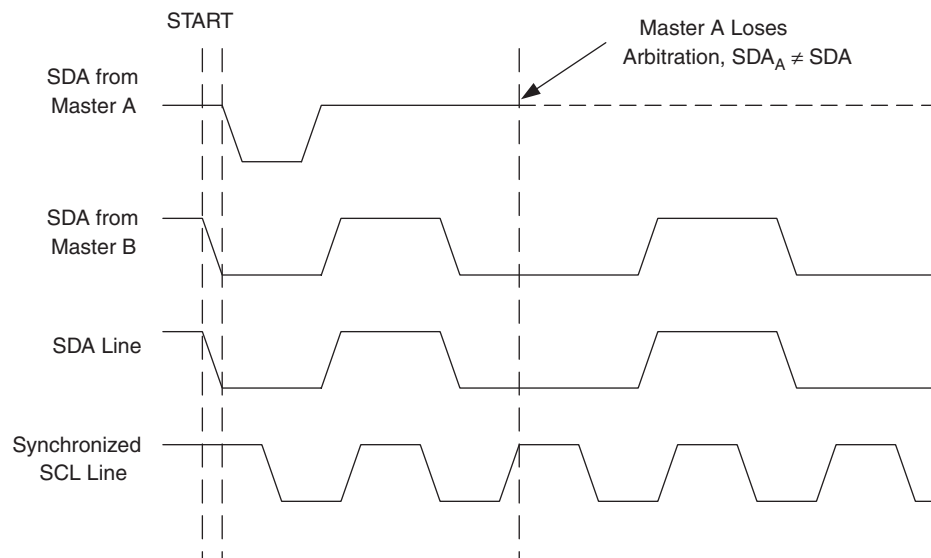 START
Master A Loses
Arbitration, SDA_A ≠ SDA
SDA from
Master A
SDA from
Master B
SDA Line
Synchronized
SCL Line